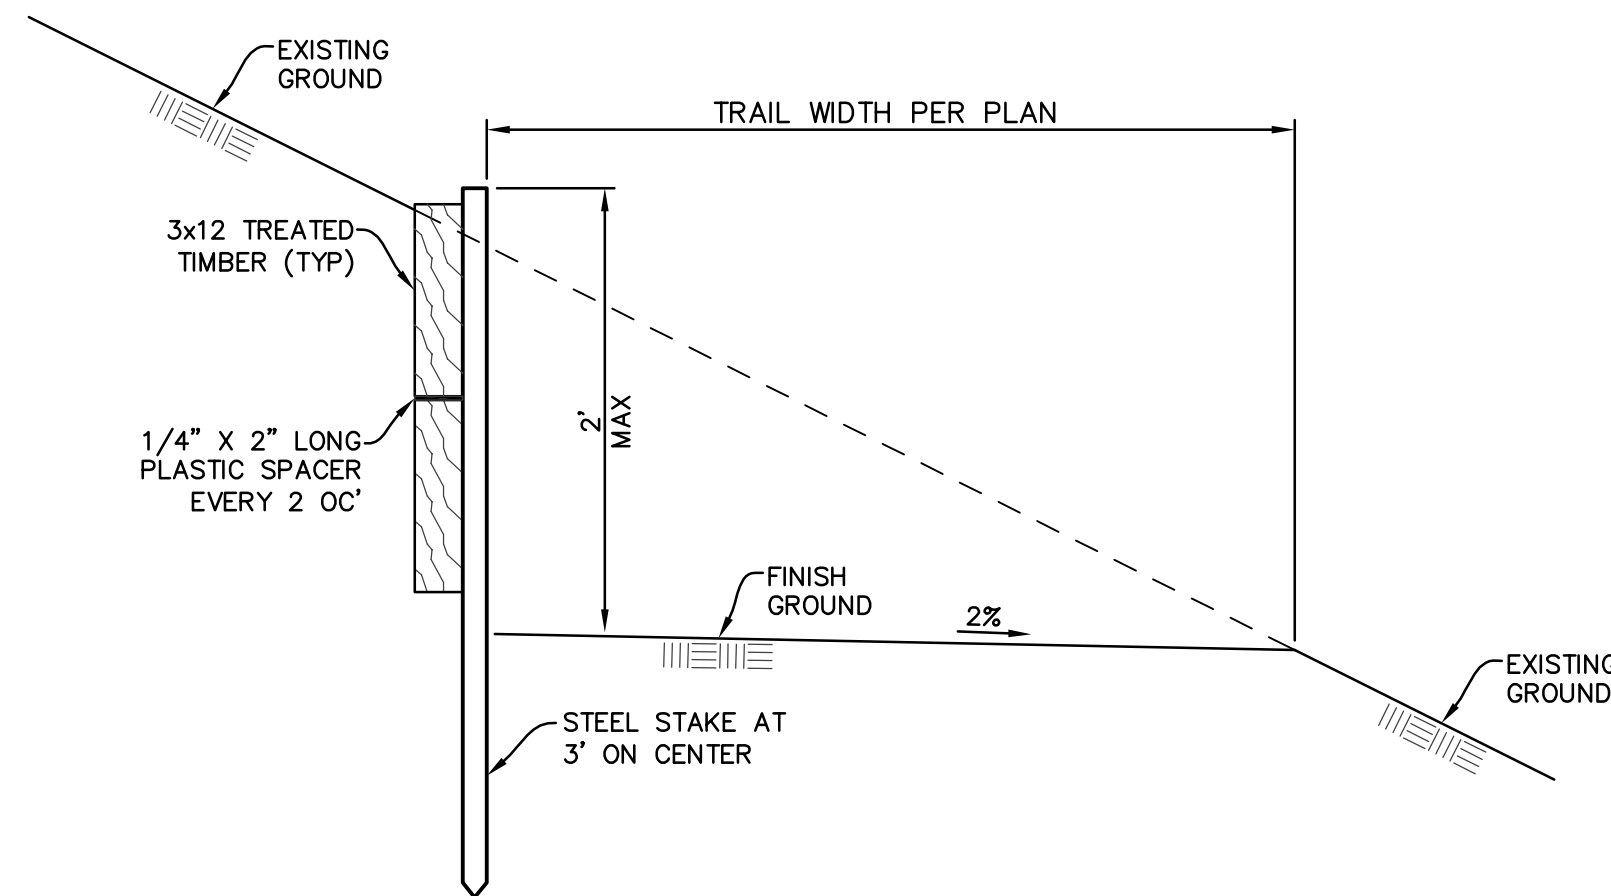 EXISTING
GROUND
TRAIL WIDTH PER PLAN
3x12 TREATED
TIMBER (TYP)
2'
MAX
1/4" X 2" LONG
PLASTIC SPACER
EVERY 2 OC'
FINISH
GROUND
2%
EXISTING
GROUND
STEEL STAKE AT
3' ON CENTER